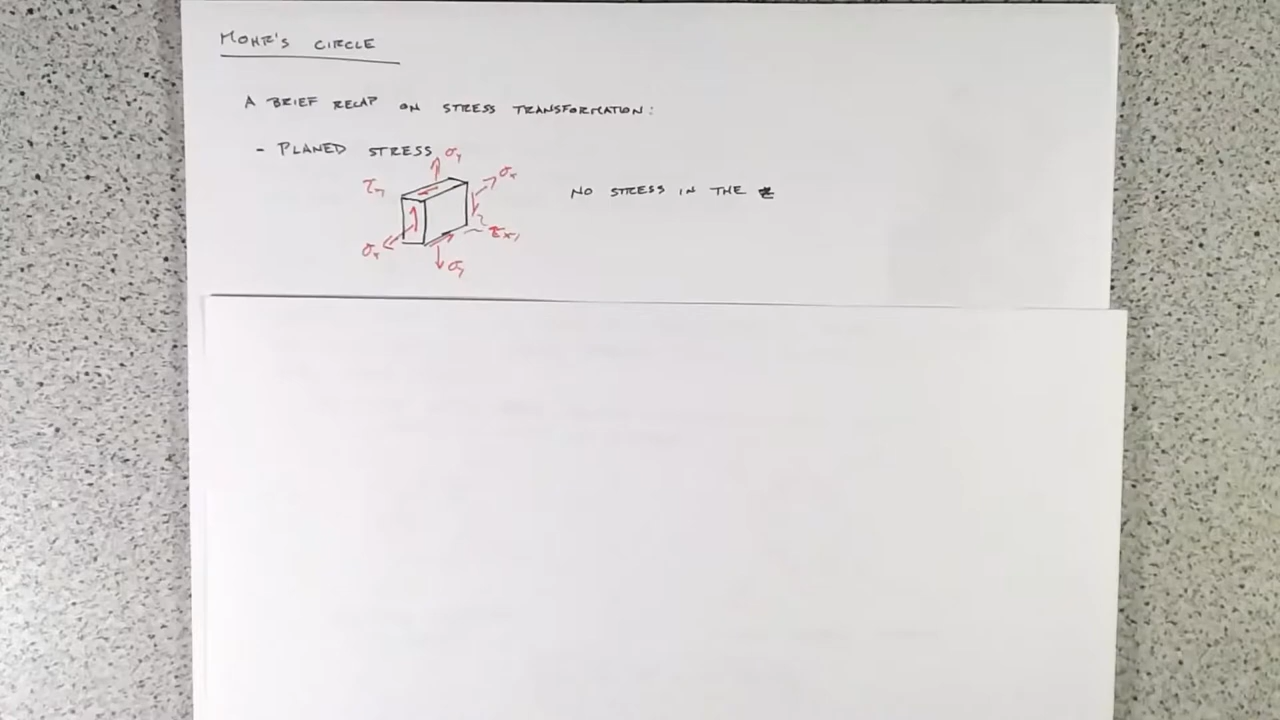 MOHR'S CIRCLE
A BRIEF RECAP ON STRESS TRANSFORMATION:
- PLANED STRESS
σy
σx
τxy
NO STRESS IN THE z
τxy
σx
σy